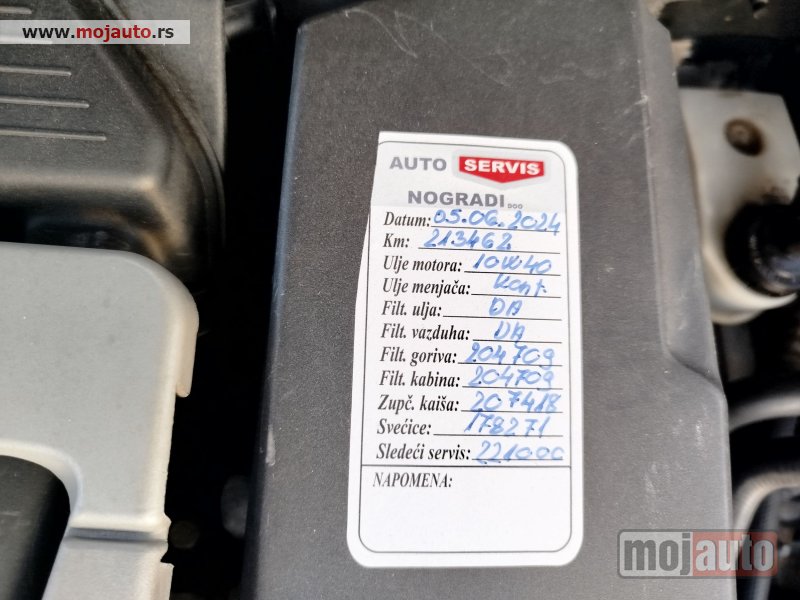 www.mojauto.rs
AUTO SERVIS
NOGRADI DOO
Datum: 05.06.2024
Km: 213462
Ulje motora: 10W40
Ulje menjača: Kont.
Filt. ulja: DA
Filt. vazduha: DA
Filt. goriva: 204709
Filt. kabina: 204709
Zupč. kaiša: 207418
Svećice: 178271
Sledeći servis: 221000
NAPOMENA:
mojauto